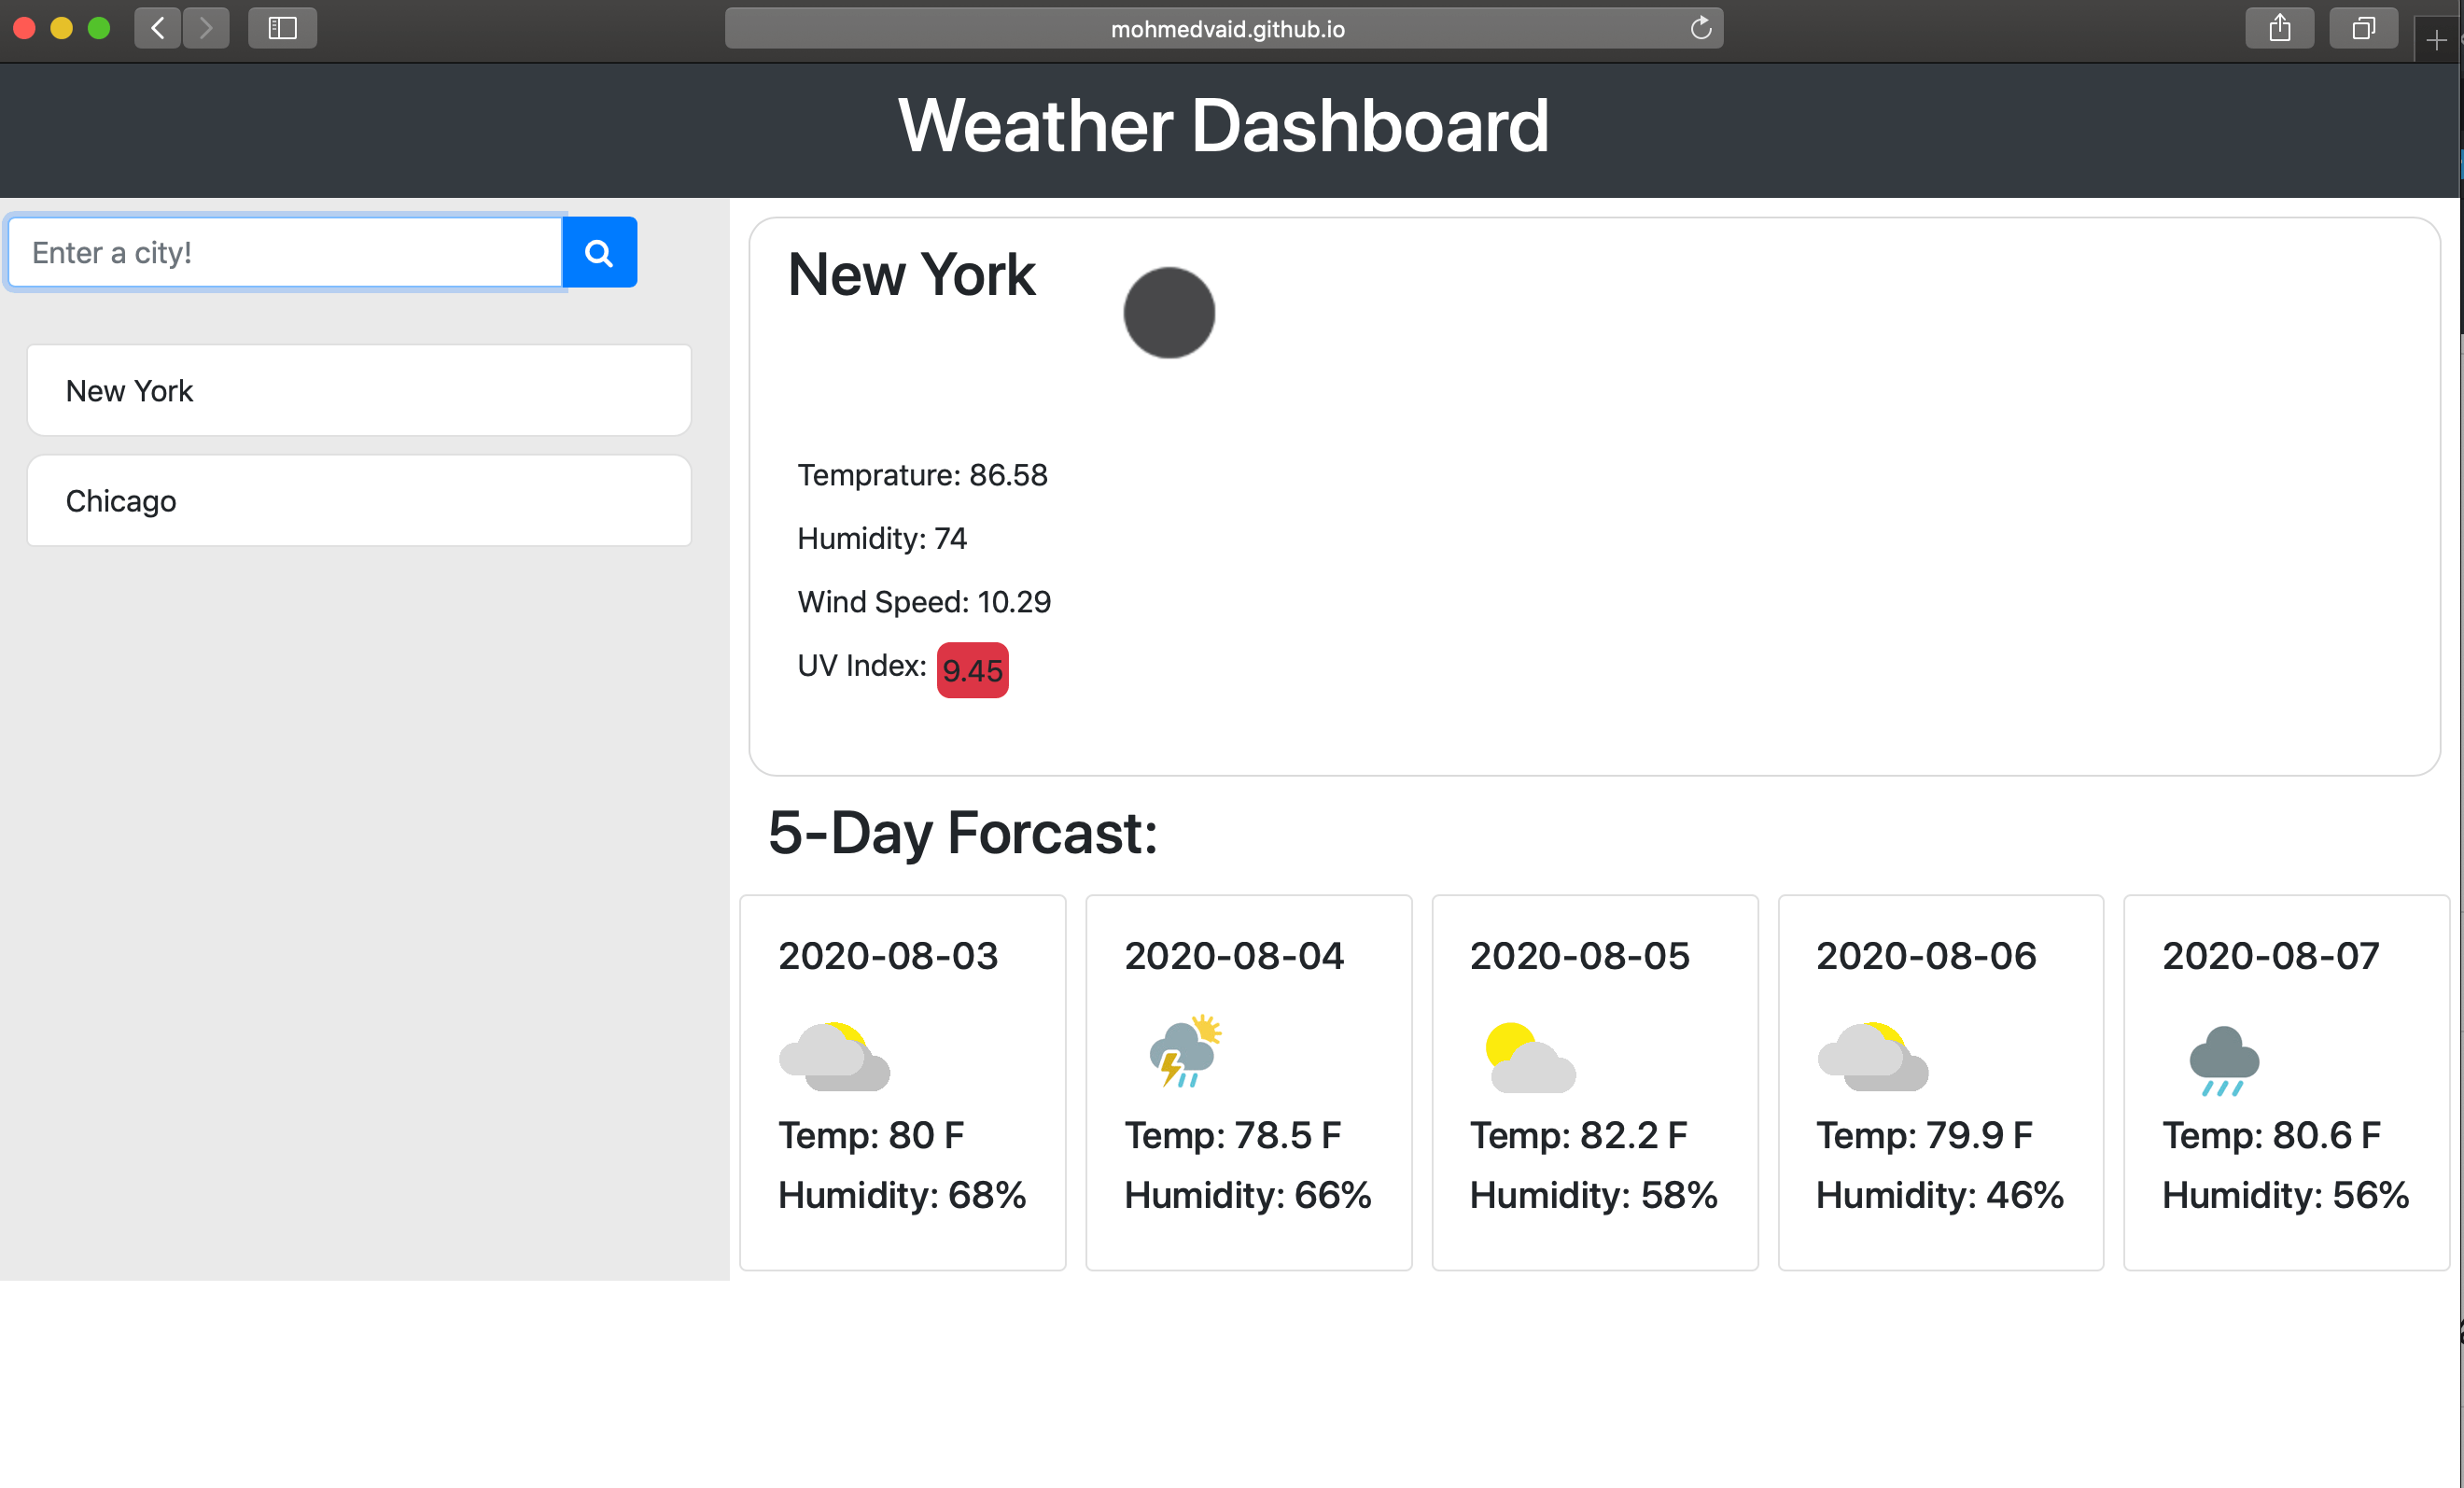 mohmedvaid.github.io
Weather Dashboard
Enter a city!
New York
Chicago
New York
Temprature: 86.58
Humidity: 74
Wind Speed: 10.29
UV Index: 9.45
5-Day Forcast:
2020-08-03
Temp: 80 F
Humidity: 68%
2020-08-04
Temp: 78.5 F
Humidity: 66%
2020-08-05
Temp: 82.2 F
Humidity: 58%
2020-08-06
Temp: 79.9 F
Humidity: 46%
2020-08-07
Temp: 80.6 F
Humidity: 56%